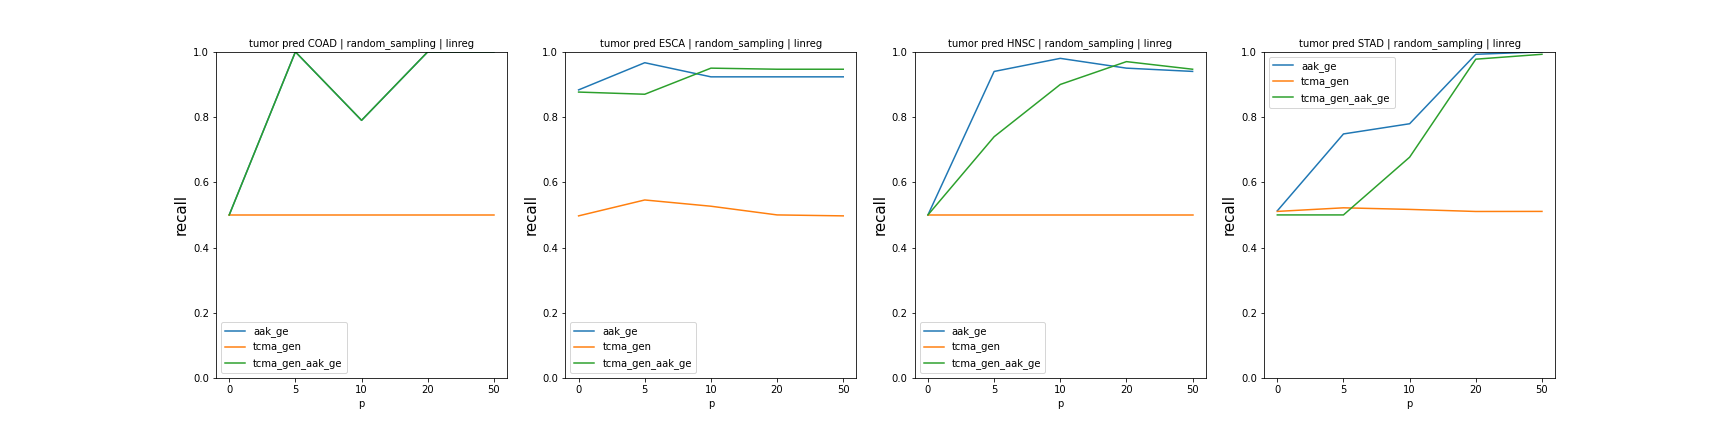 tumor pred COAD | random_sampling | linreg
1.0
0.8
0.6
0.4
0.2
0.0
recall
0 5 10 20 50
p
aak_ge
tcma_gen
tcma_gen_aak_ge
tumor pred ESCA | random_sampling | linreg
1.0
0.8
0.6
0.4
0.2
0.0
recall
0 5 10 20 50
p
aak_ge
tcma_gen
tcma_gen_aak_ge
tumor pred HNSC | random_sampling | linreg
1.0
0.8
0.6
0.4
0.2
0.0
recall
0 5 10 20 50
p
aak_ge
tcma_gen
tcma_gen_aak_ge
tumor pred STAD | random_sampling | linreg
1.0
0.8
0.6
0.4
0.2
0.0
recall
0 5 10 20 50
p
aak_ge
tcma_gen
tcma_gen_aak_ge